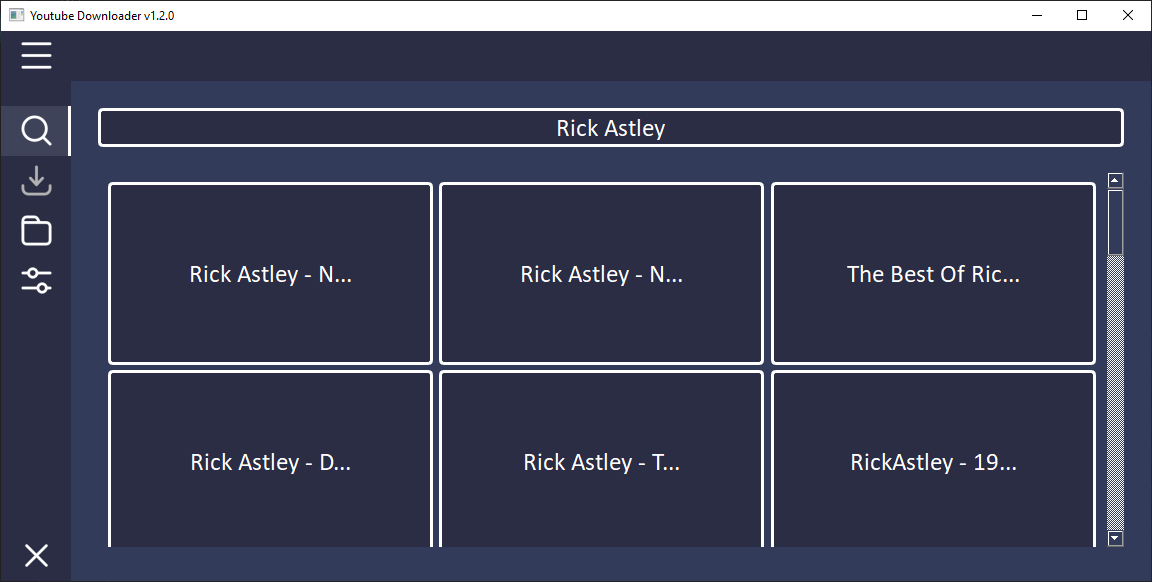 Youtube Downloader v1.2.0
Rick Astley
Rick Astley - N...
Rick Astley - N...
The Best Of Ric...
Rick Astley - D...
Rick Astley - T...
RickAstley - 19...